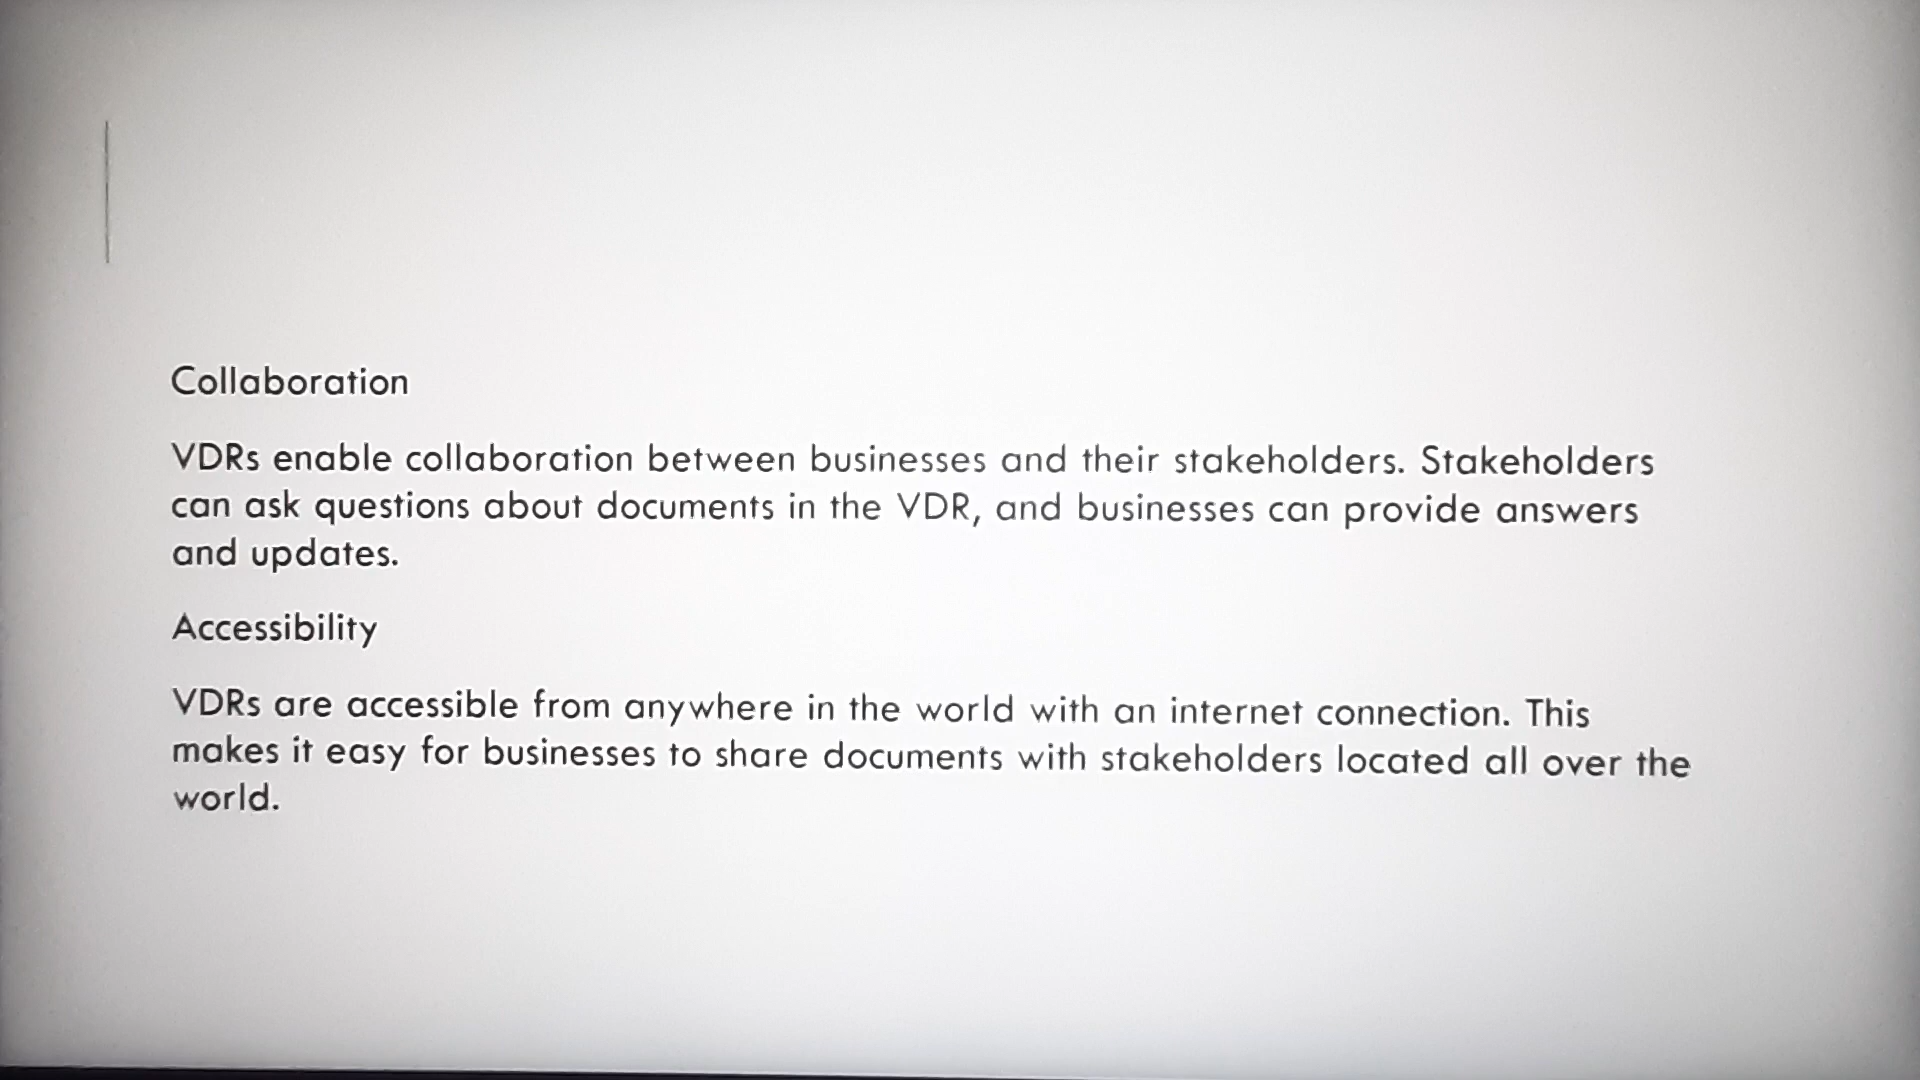 Collaboration
VDRs enable collaboration between businesses and their stakeholders. Stakeholders
can ask questions about documents in the VDR, and businesses can provide answers
and updates.
Accessibility
VDRs are accessible from anywhere in the world with an internet connection. This
makes it easy for businesses to share documents with stakeholders located all over the
world.